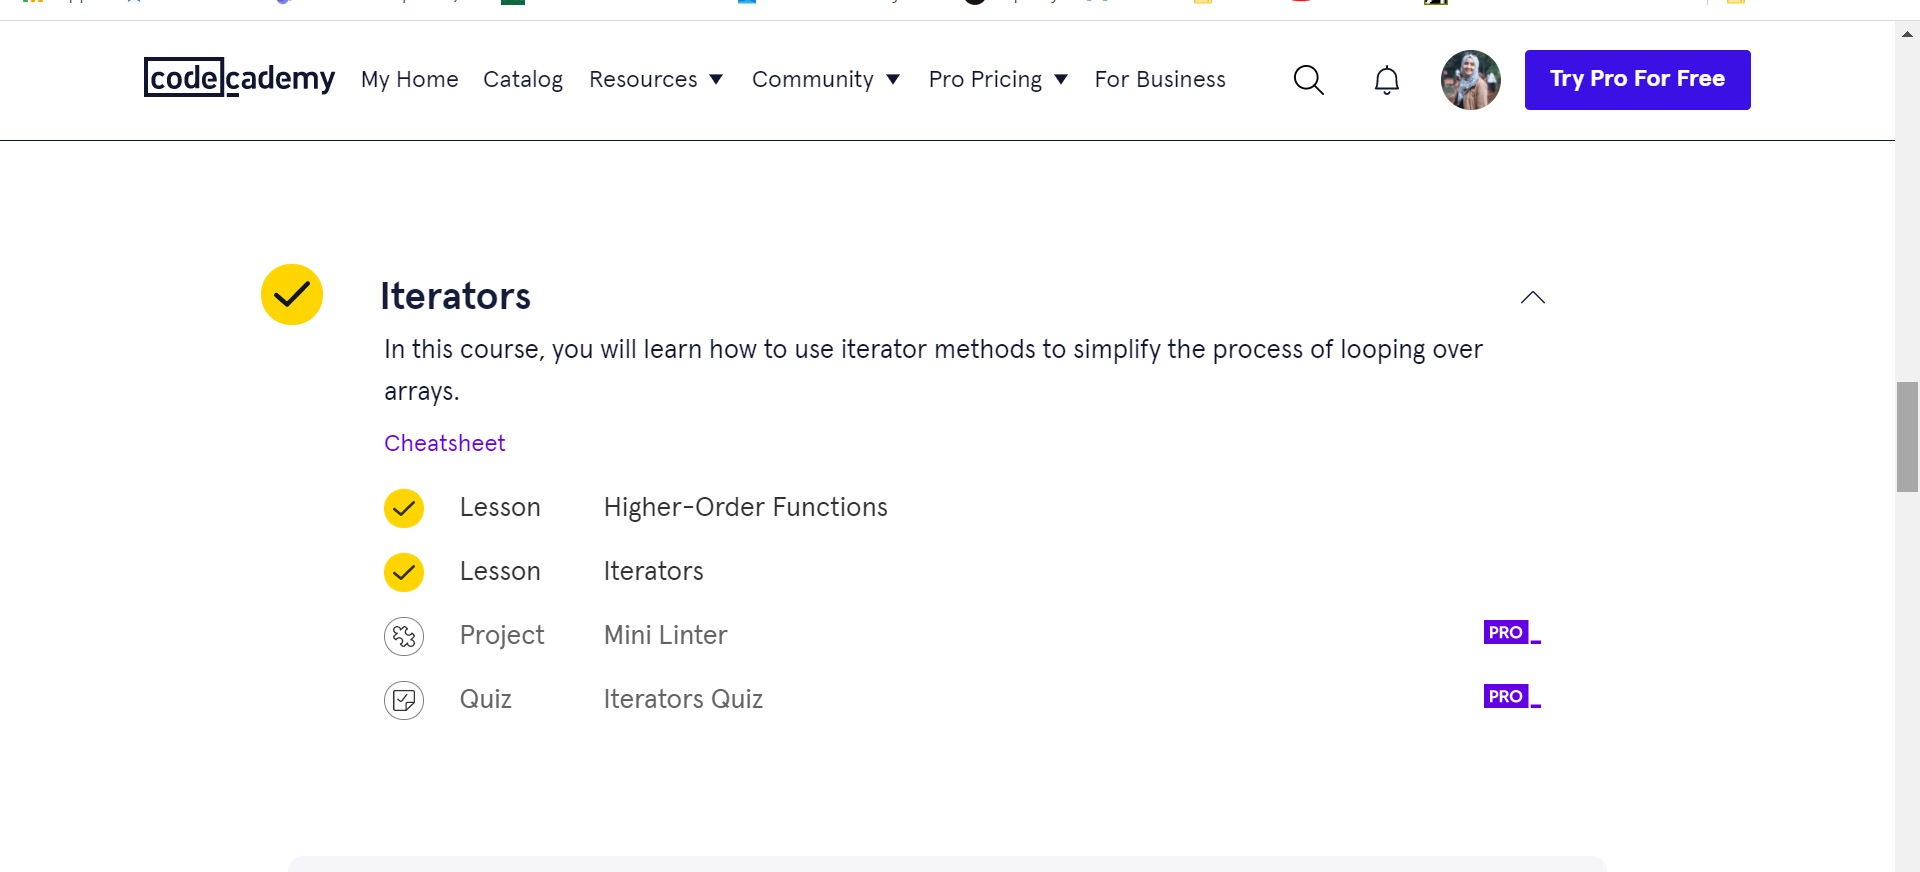 codecademy My Home Catalog Resources Community Pro Pricing For Business Try Pro For Free
Iterators
In this course, you will learn how to use iterator methods to simplify the process of looping over
arrays.
Cheatsheet
Lesson Higher-Order Functions
Lesson Iterators
Project Mini Linter PRO
Quiz Iterators Quiz PRO